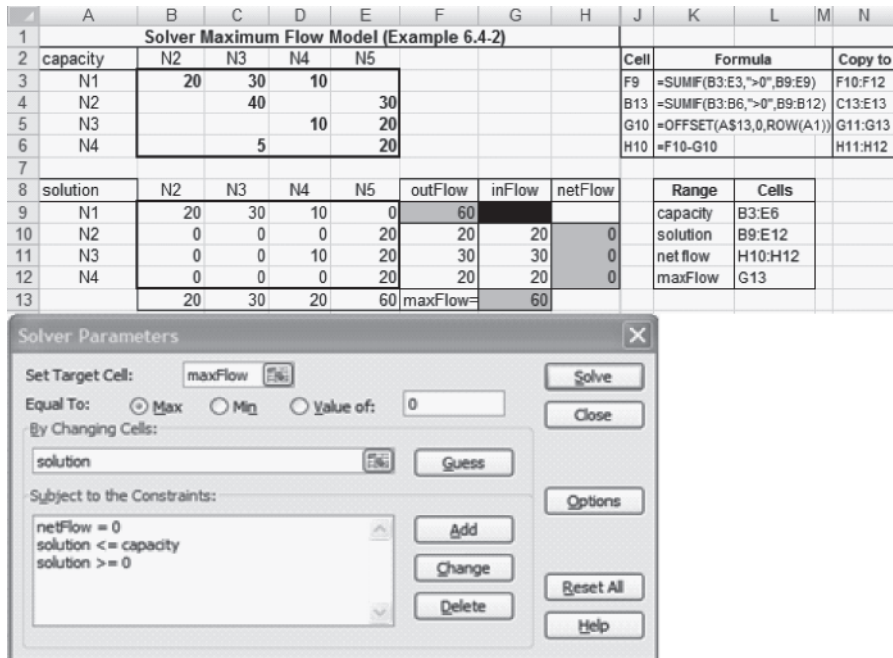 A B C D E F G H J K L M N
1 Solver Maximum Flow Model (Example 6.4-2)
2 capacity N2 N3 N4 N5 Cell Formula Copy to
3 N1 20 30 10 F9 =SUMIF(B3:E3,">0",B9:E9) F10:F12
4 N2 40 30 B13 =SUMIF(B3:B6,">0",B9:B12) C13:E13
5 N3 10 20 G10 =OFFSET(A$13,0,ROW(A1)) G11:G13
6 N4 5 20 H10 =F10-G10 H11:H12
7
8 solution N2 N3 N4 N5 outFlow inFlow netFlow Range Cells
9 N1 20 30 10 0 60 capacity B3:E6
10 N2 0 0 0 20 20 20 0 solution B9:E12
11 N3 0 0 10 20 30 30 0 net flow H10:H12
12 N4 0 0 0 20 20 20 0 maxFlow G13
13 20 30 20 60 maxFlow= 60
Solver Parameters
Set Target Cell: maxFlow Solve
Equal To: Max Min Value of: 0 Close
By Changing Cells:
solution Guess
Subject to the Constraints: Options
netFlow = 0 Add
solution <= capacity
solution >= 0 Change
Reset All
Delete
Help